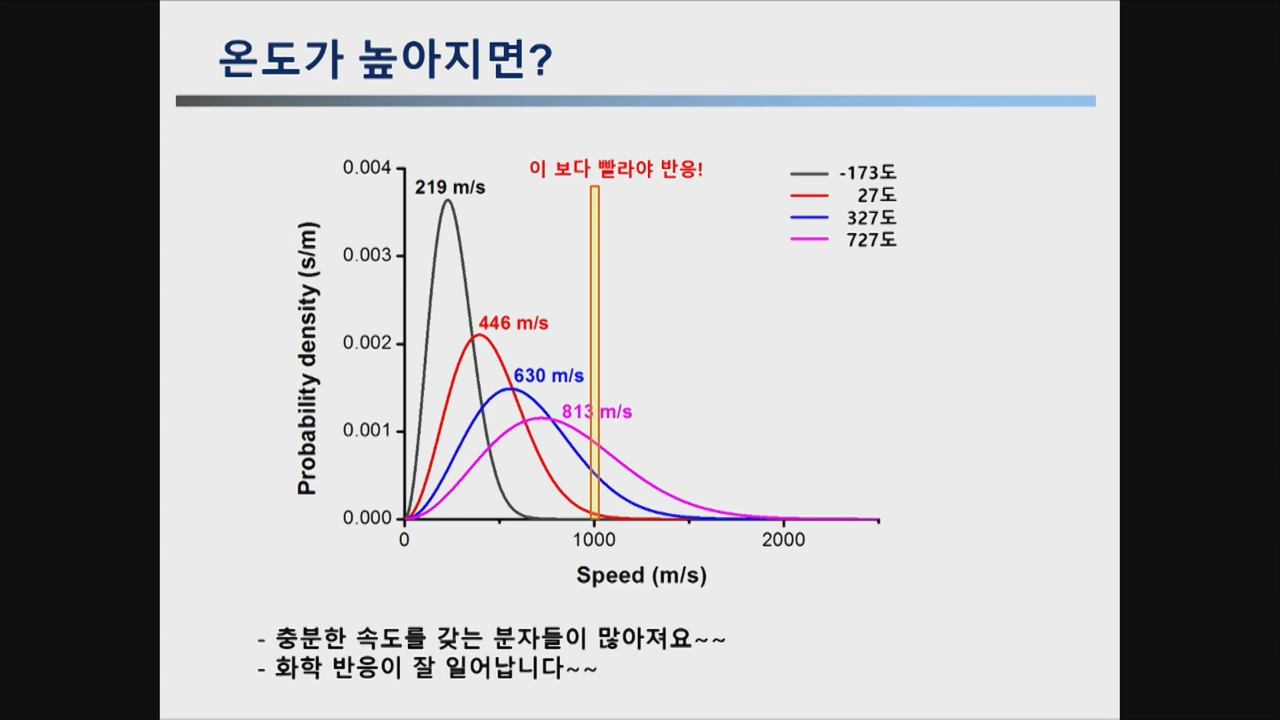 온도가 높아지면?
이 보다 빨라야 반응!
0.004
0.003
0.002
0.001
0.000
Probability density (s/m)
219 m/s
446 m/s
630 m/s
813 m/s
-173도
27도
327도
727도
0 1000 2000
Speed (m/s)
- 충분한 속도를 갖는 분자들이 많아져요~~
- 화학 반응이 잘 일어납니다~~